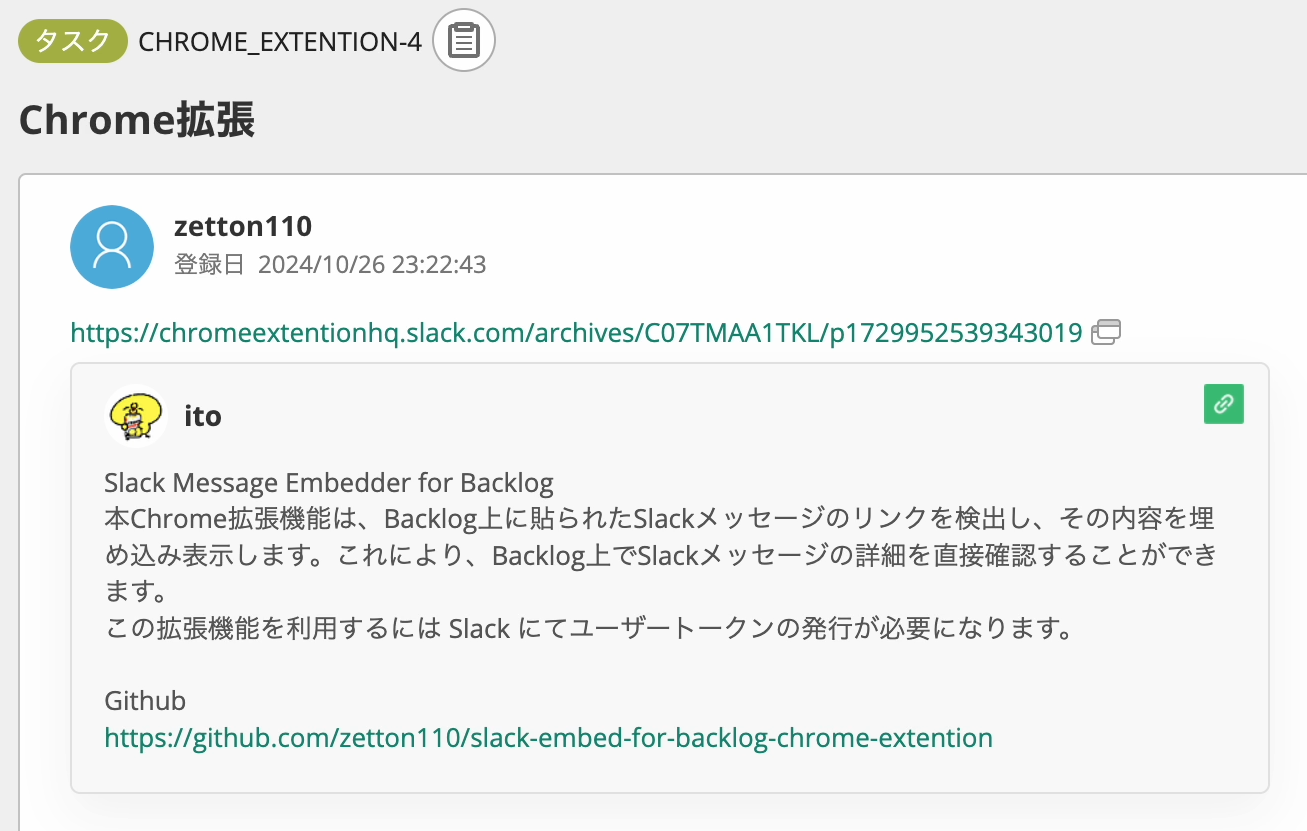 タスク CHROME_EXTENTION-4
Chrome拡張
zetton110
登録日 2024/10/26 23:22:43
https://chromeextentionhq.slack.com/archives/C07TMAA1TKL/p1729952539343019
ito
Slack Message Embedder for Backlog
本Chrome拡張機能は、Backlog上に貼られたSlackメッセージのリンクを検出し、その内容を埋
め込み表示します。これにより、Backlog上でSlackメッセージの詳細を直接確認することができ
ます。
この拡張機能を利用するには Slack にてユーザートークンの発行が必要になります。
Github
https://github.com/zetton110/slack-embed-for-backlog-chrome-extention